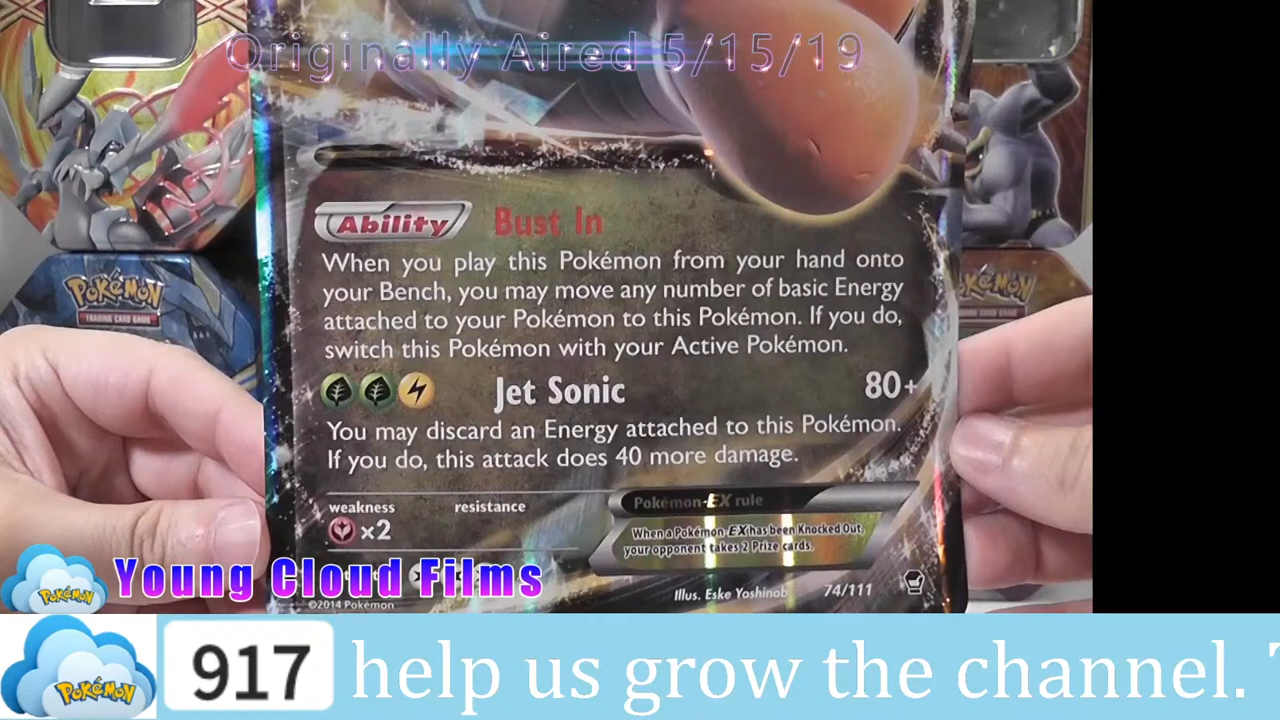 Originally Aired 5/15/19
Ability Bust In
When you play this Pokémon from your hand onto
your Bench, you may move any number of basic Energy
attached to your Pokémon to this Pokémon. If you do,
switch this Pokémon with your Active Pokémon.
Jet Sonic 80+
You may discard an Energy attached to this Pokémon.
If you do, this attack does 40 more damage.
weakness resistance
×2
Pokémon-EX rule
When a Pokémon-EX has been Knocked Out,
your opponent takes 2 Prize cards.
Illus. Eske Yoshinob 74/111
©2014 Pokémon
POKéMON
TRADING CARD GAME
POKéMON Young Cloud Films
POKéMON 917 help us grow the channel. T